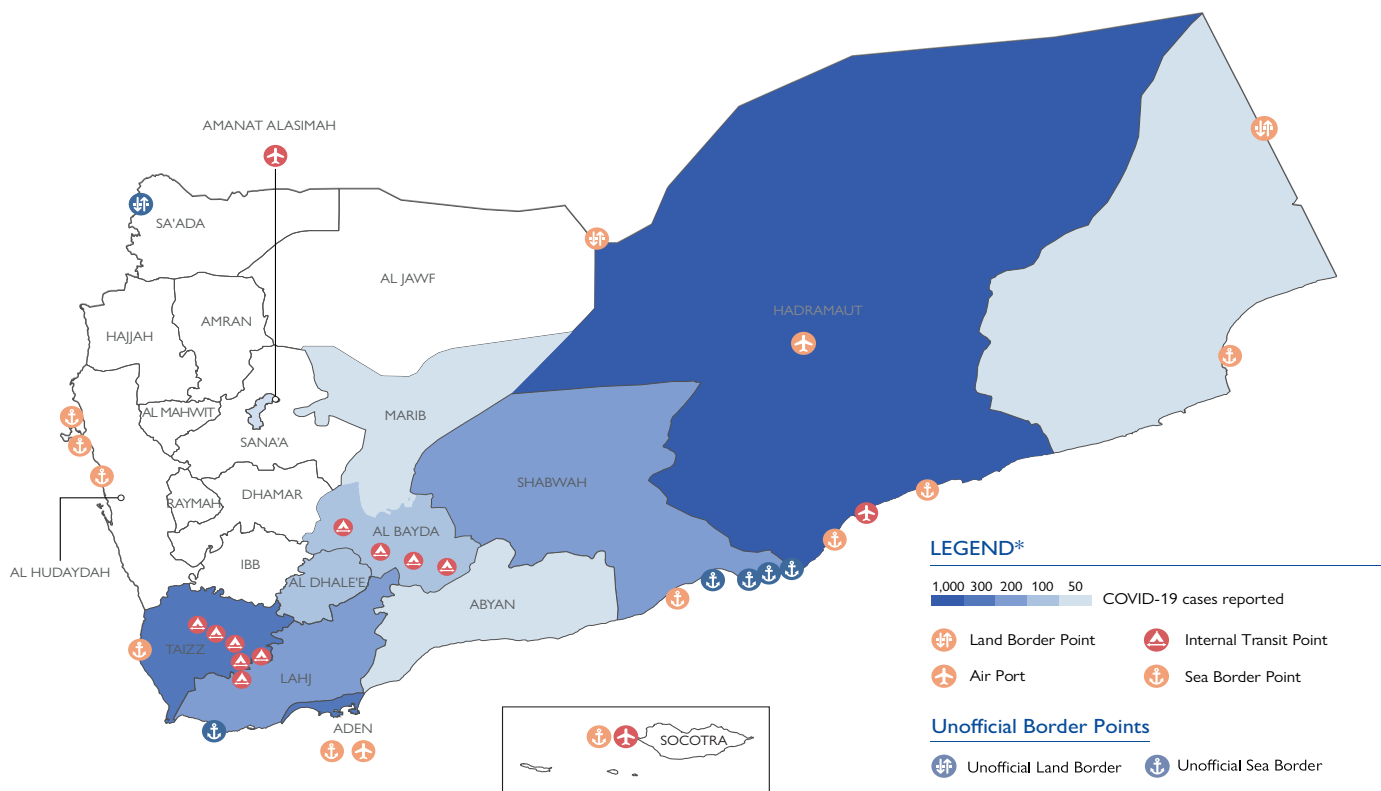 AMANAT ALASIMAH
SA'ADA
AL JAWF
HADRAMAUT
AMRAN
HAJJAH
AL MAHWIT
MARIB
SANA'A
SHABWAH
DHAMAR
RAYMAH
AL BAYDA
IBB
AL HUDAYDAH
AL DHALE'E
ABYAN
TAIZZ
LAHJ
ADEN
SOCOTRA
LEGEND*
1,000 300 200 100 50
COVID-19 cases reported
Land Border Point
Internal Transit Point
Air Port
Sea Border Point
Unofficial Border Points
Unofficial Land Border
Unofficial Sea Border